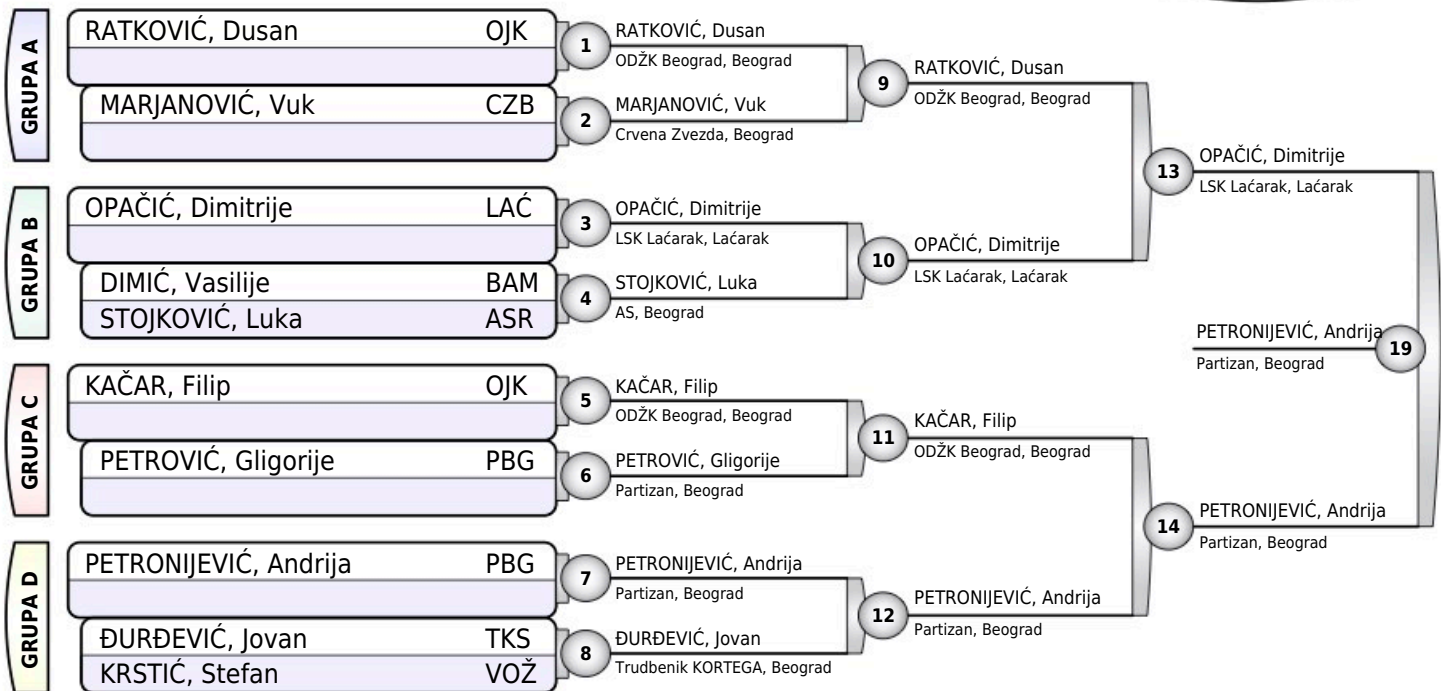 GRUPA A
RATKOVIĆ, Dusan OJK
MARJANOVIĆ, Vuk CZB
1
RATKOVIĆ, Dusan
ODŽK Beograd, Beograd
2
MARJANOVIĆ, Vuk
Crvena Zvezda, Beograd
9
RATKOVIĆ, Dusan
ODŽK Beograd, Beograd
GRUPA B
OPAČIĆ, Dimitrije LAĆ
DIMIĆ, Vasilije BAM
STOJKOVIĆ, Luka ASR
3
OPAČIĆ, Dimitrije
LSK Laćarak, Laćarak
4
STOJKOVIĆ, Luka
AS, Beograd
10
OPAČIĆ, Dimitrije
LSK Laćarak, Laćarak
13
OPAČIĆ, Dimitrije
LSK Laćarak, Laćarak
GRUPA C
KAČAR, Filip OJK
PETROVIĆ, Gligorije PBG
5
KAČAR, Filip
ODŽK Beograd, Beograd
6
PETROVIĆ, Gligorije
Partizan, Beograd
11
KAČAR, Filip
ODŽK Beograd, Beograd
GRUPA D
PETRONIJEVIĆ, Andrija PBG
ĐURĐEVIĆ, Jovan TKS
KRSTIĆ, Stefan VOŽ
7
PETRONIJEVIĆ, Andrija
Partizan, Beograd
8
ĐURĐEVIĆ, Jovan
Trudbenik KORTEGA, Beograd
12
PETRONIJEVIĆ, Andrija
Partizan, Beograd
14
PETRONIJEVIĆ, Andrija
Partizan, Beograd
PETRONIJEVIĆ, Andrija
Partizan, Beograd
19